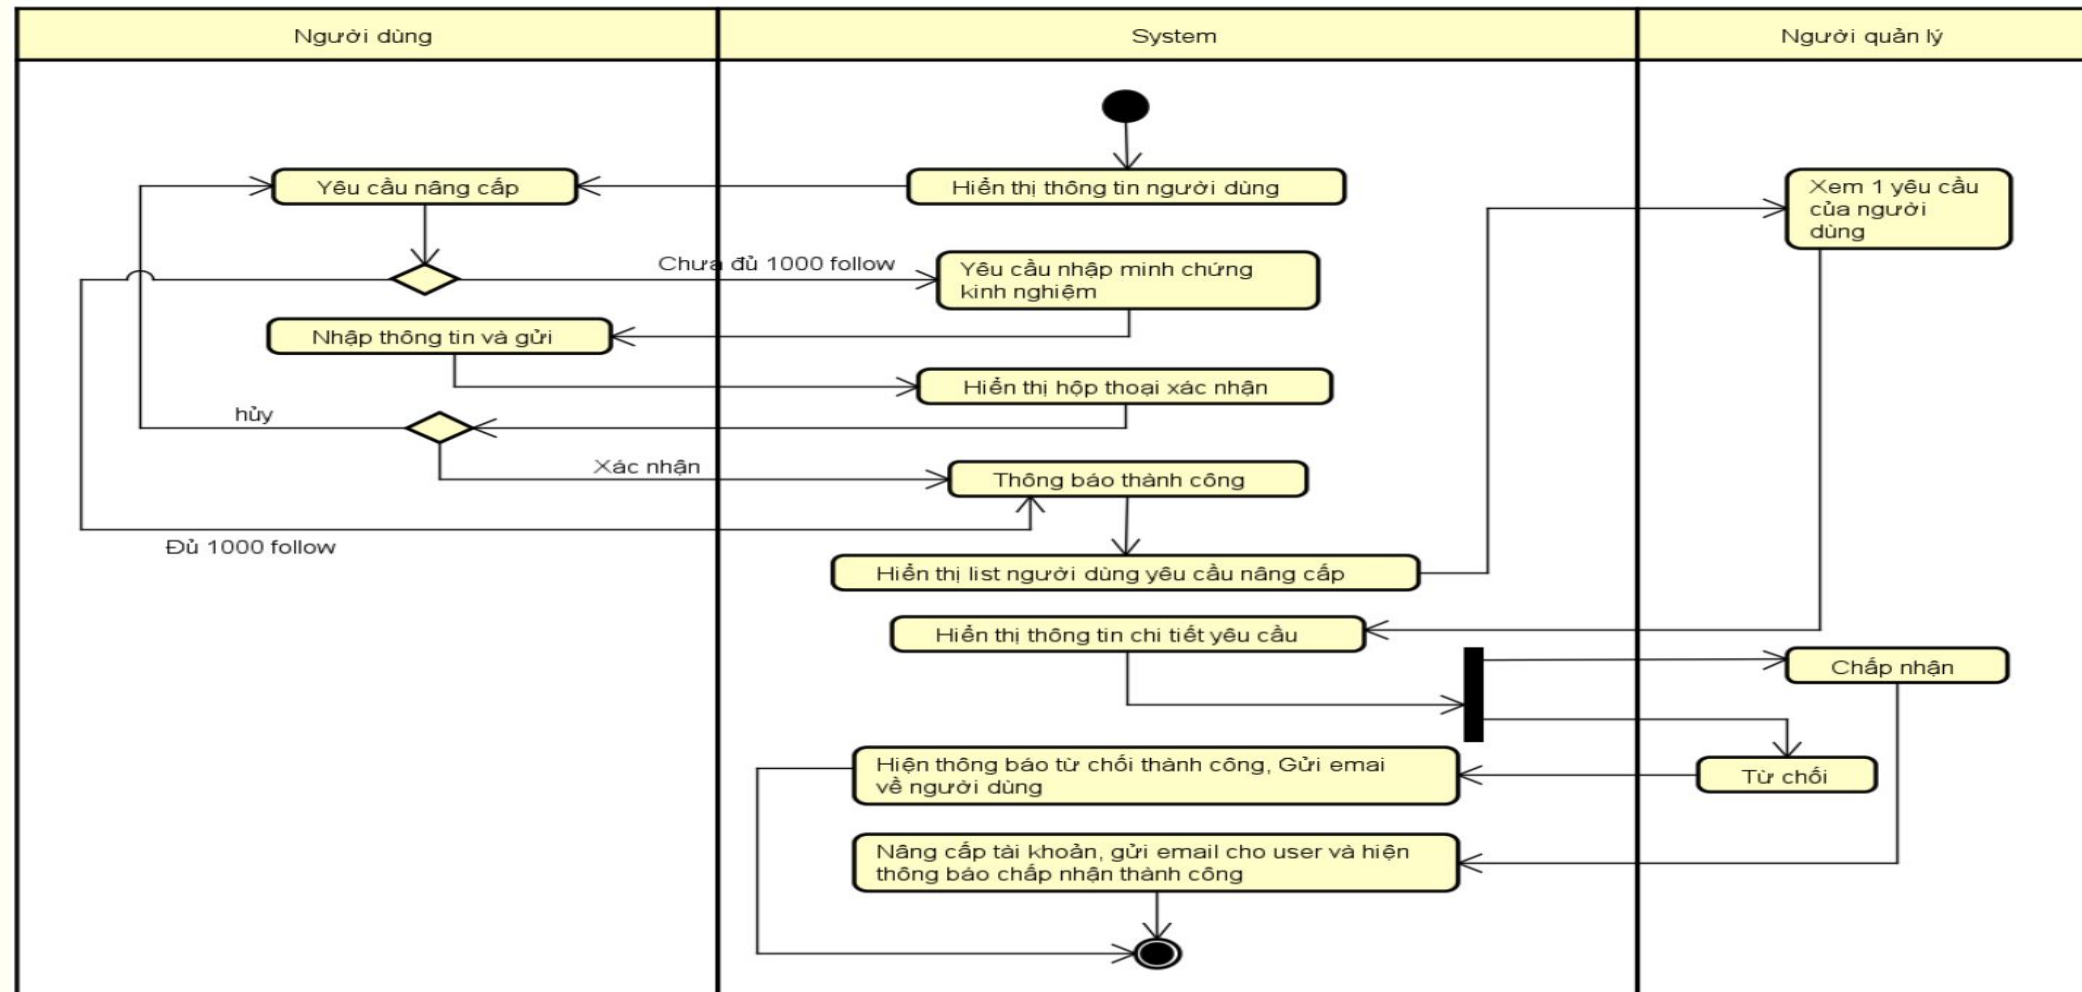 Người dùng
System
Người quản lý
Yêu cầu nâng cấp
Hiển thị thông tin người dùng
Xem 1 yêu cầu
của người
dùng
Chưa đủ 1000 follow
Yêu cầu nhập minh chứng
kinh nghiệm
Nhập thông tin và gửi
Hiển thị hộp thoại xác nhận
hủy
Xác nhận
Thông báo thành công
Đủ 1000 follow
Hiển thị list người dùng yêu cầu nâng cấp
Hiển thị thông tin chi tiết yêu cầu
Chấp nhận
Hiện thông báo từ chối thành công, Gửi emai
về người dùng
Từ chối
Nâng cấp tài khoản, gửi email cho user và hiện
thông báo chấp nhận thành công